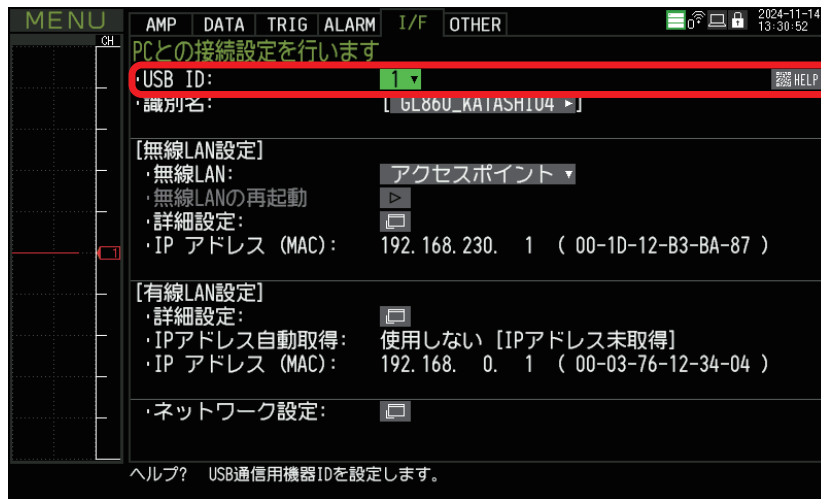 MENU AMP DATA TRIG ALARM I/F OTHER 2024-11-14
13:30:52
CH
PCとの接続設定を行います
・USB ID: 1 ▼ HELP
・識別名: [ GL860_KATASHI04 ▸]
[無線LAN設定]
・無線LAN: アクセスポイント ▼
・無線LANの再起動 ▷
・詳細設定:
・IP アドレス (MAC): 192.168.230. 1 ( 00-1D-12-B3-BA-87 )
1
[有線LAN設定]
・詳細設定:
・IPアドレス自動取得: 使用しない [IPアドレス未取得]
・IP アドレス (MAC): 192.168. 0. 1 ( 00-03-76-12-34-04 )
・ネットワーク設定:
ヘルプ? USB通信用機器IDを設定します。